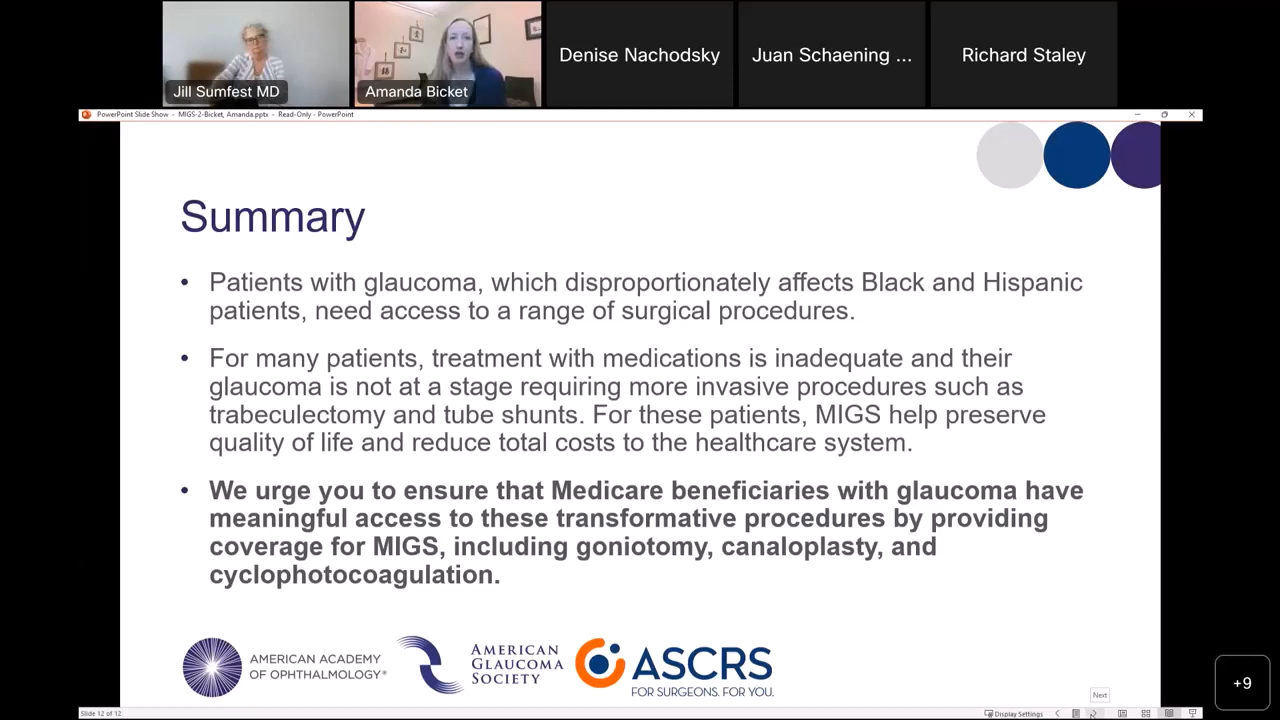 Jill Sumfest MD
Amanda Bicket
Denise Nachodsky
Juan Schaening ...
Richard Staley
PowerPoint Slide Show - MIGS-2-Bicket, Amanda.pptx - Read-Only - PowerPoint
Summary
• Patients with glaucoma, which disproportionately affects Black and Hispanic
patients, need access to a range of surgical procedures.
• For many patients, treatment with medications is inadequate and their
glaucoma is not at a stage requiring more invasive procedures such as
trabeculectomy and tube shunts. For these patients, MIGS help preserve
quality of life and reduce total costs to the healthcare system.
• We urge you to ensure that Medicare beneficiaries with glaucoma have
meaningful access to these transformative procedures by providing
coverage for MIGS, including goniotomy, canaloplasty, and
cyclophotocoagulation.
AMERICAN ACADEMY
OF OPHTHALMOLOGY®
AMERICAN
GLAUCOMA
SOCIETY
ASCRS
FOR SURGEONS. FOR YOU.
Next
+9
Slide 12 of 12
Display Settings